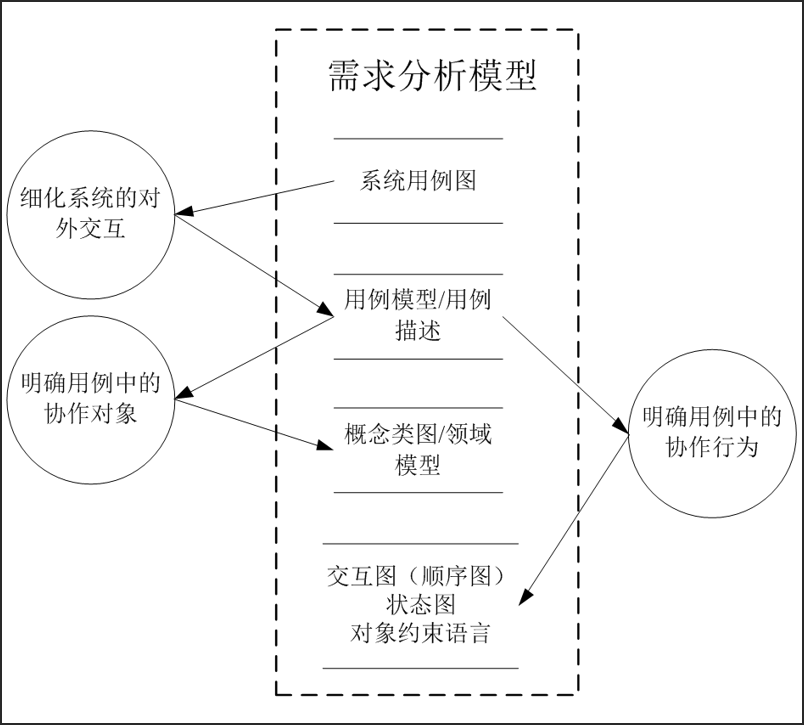 需求分析模型
系统用例图
细化系统的对
外交互
用例模型/用例
描述
明确用例中的
协作对象
明确用例中的
协作行为
概念类图/领域
模型
交互图（顺序图）
状态图
对象约束语言